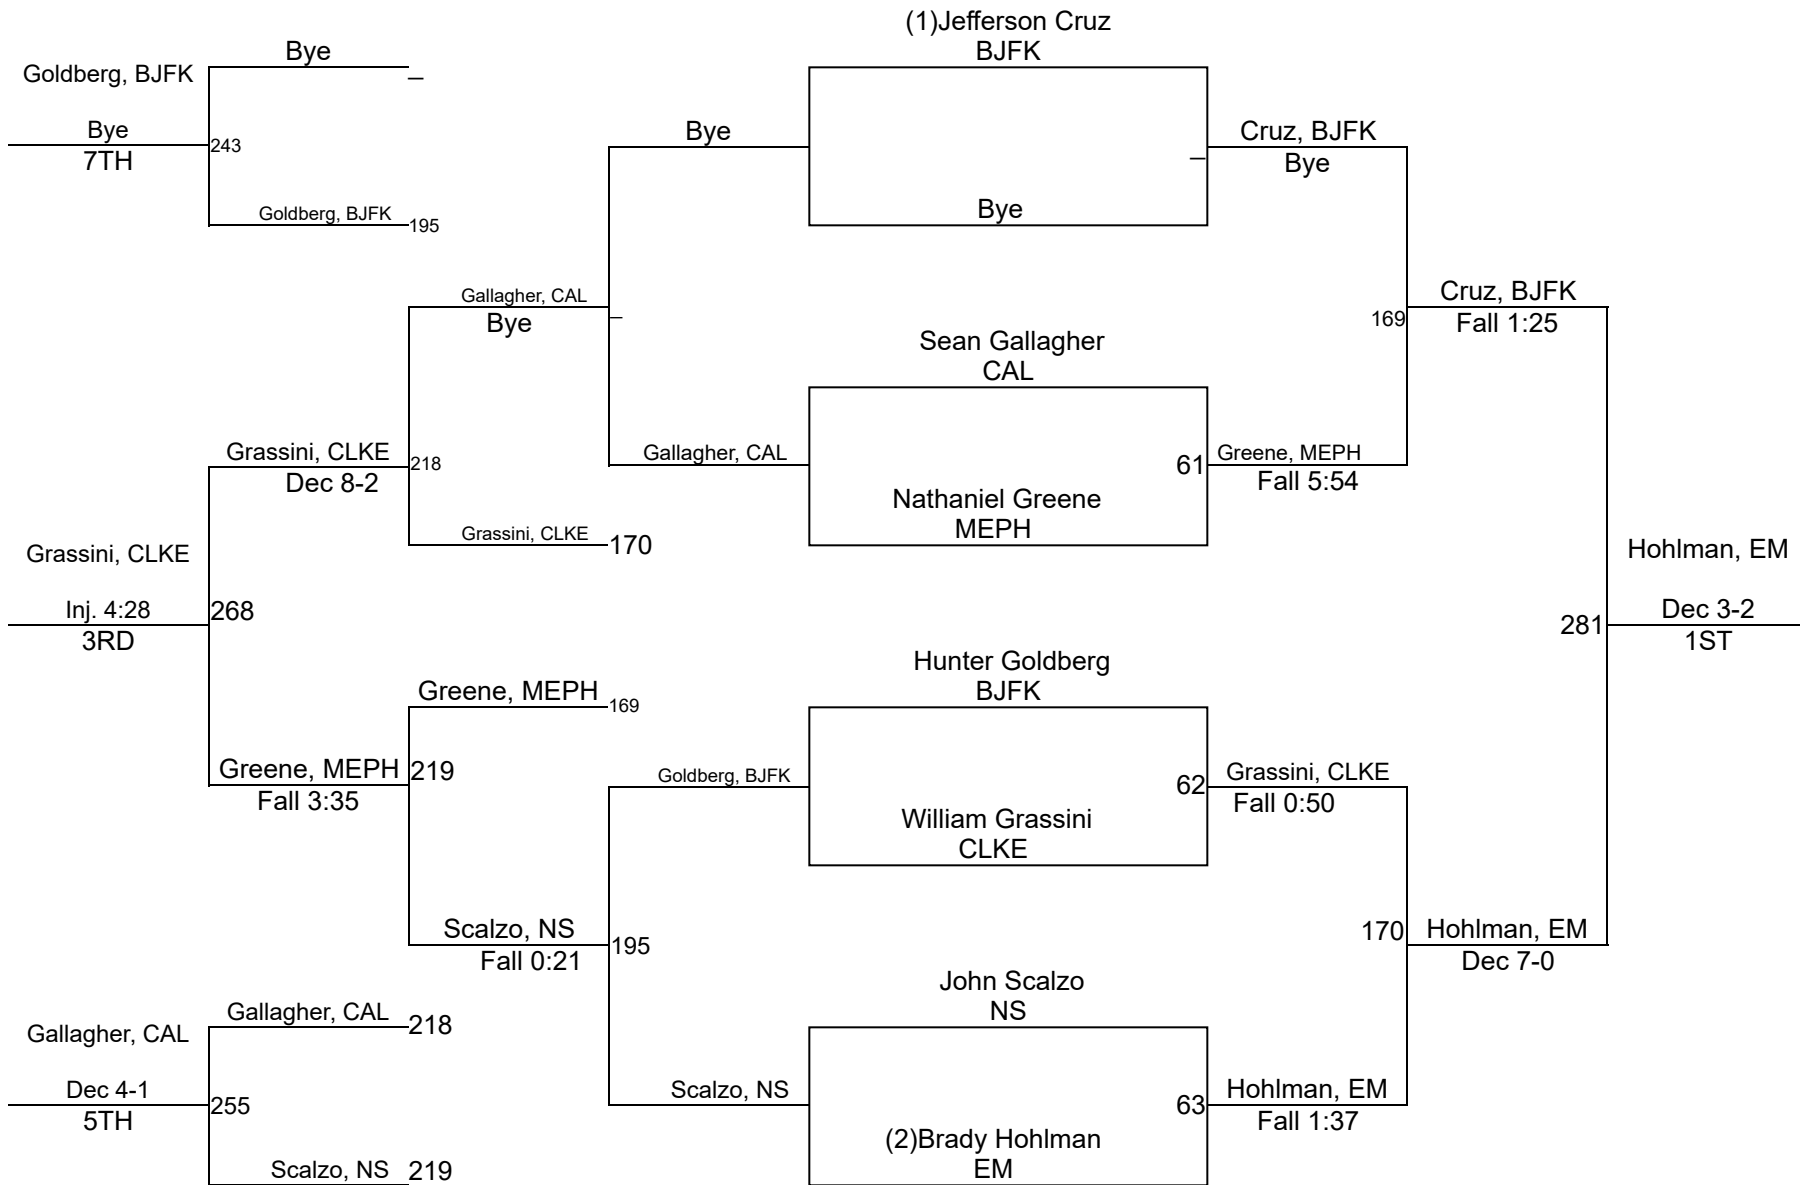 (1)Jefferson Cruz
BJFK
Bye
Goldberg, BJFK
_
Bye
243
7TH
Bye
Cruz, BJFK
_
Bye
Goldberg, BJFK
195
Bye
Gallagher, CAL
Bye
_
Cruz, BJFK
169
Fall 1:25
Sean Gallagher
CAL
Grassini, CLKE
218
Dec 8-2
Gallagher, CAL
61
Greene, MEPH
Fall 5:54
Nathaniel Greene
MEPH
Grassini, CLKE
170
Grassini, CLKE
Inj. 4:28
268
3RD
Hohlman, EM
281
Dec 3-2
1ST
Hunter Goldberg
BJFK
Greene, MEPH
169
Greene, MEPH
219
Fall 3:35
Goldberg, BJFK
62
Grassini, CLKE
Fall 0:50
William Grassini
CLKE
Scalzo, NS
195
Fall 0:21
170
Hohlman, EM
Dec 7-0
John Scalzo
NS
Gallagher, CAL
218
Gallagher, CAL
Dec 4-1
255
5TH
Scalzo, NS
63
Hohlman, EM
Fall 1:37
(2)Brady Hohlman
EM
Scalzo, NS
219